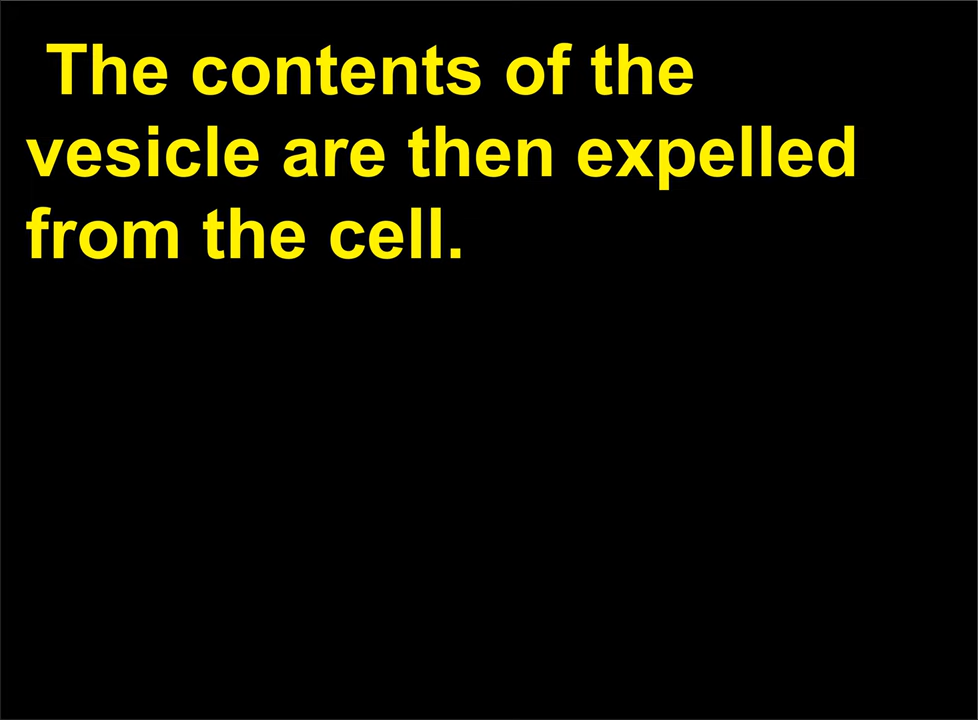 The contents of the
vesicle are then expelled
from the cell.